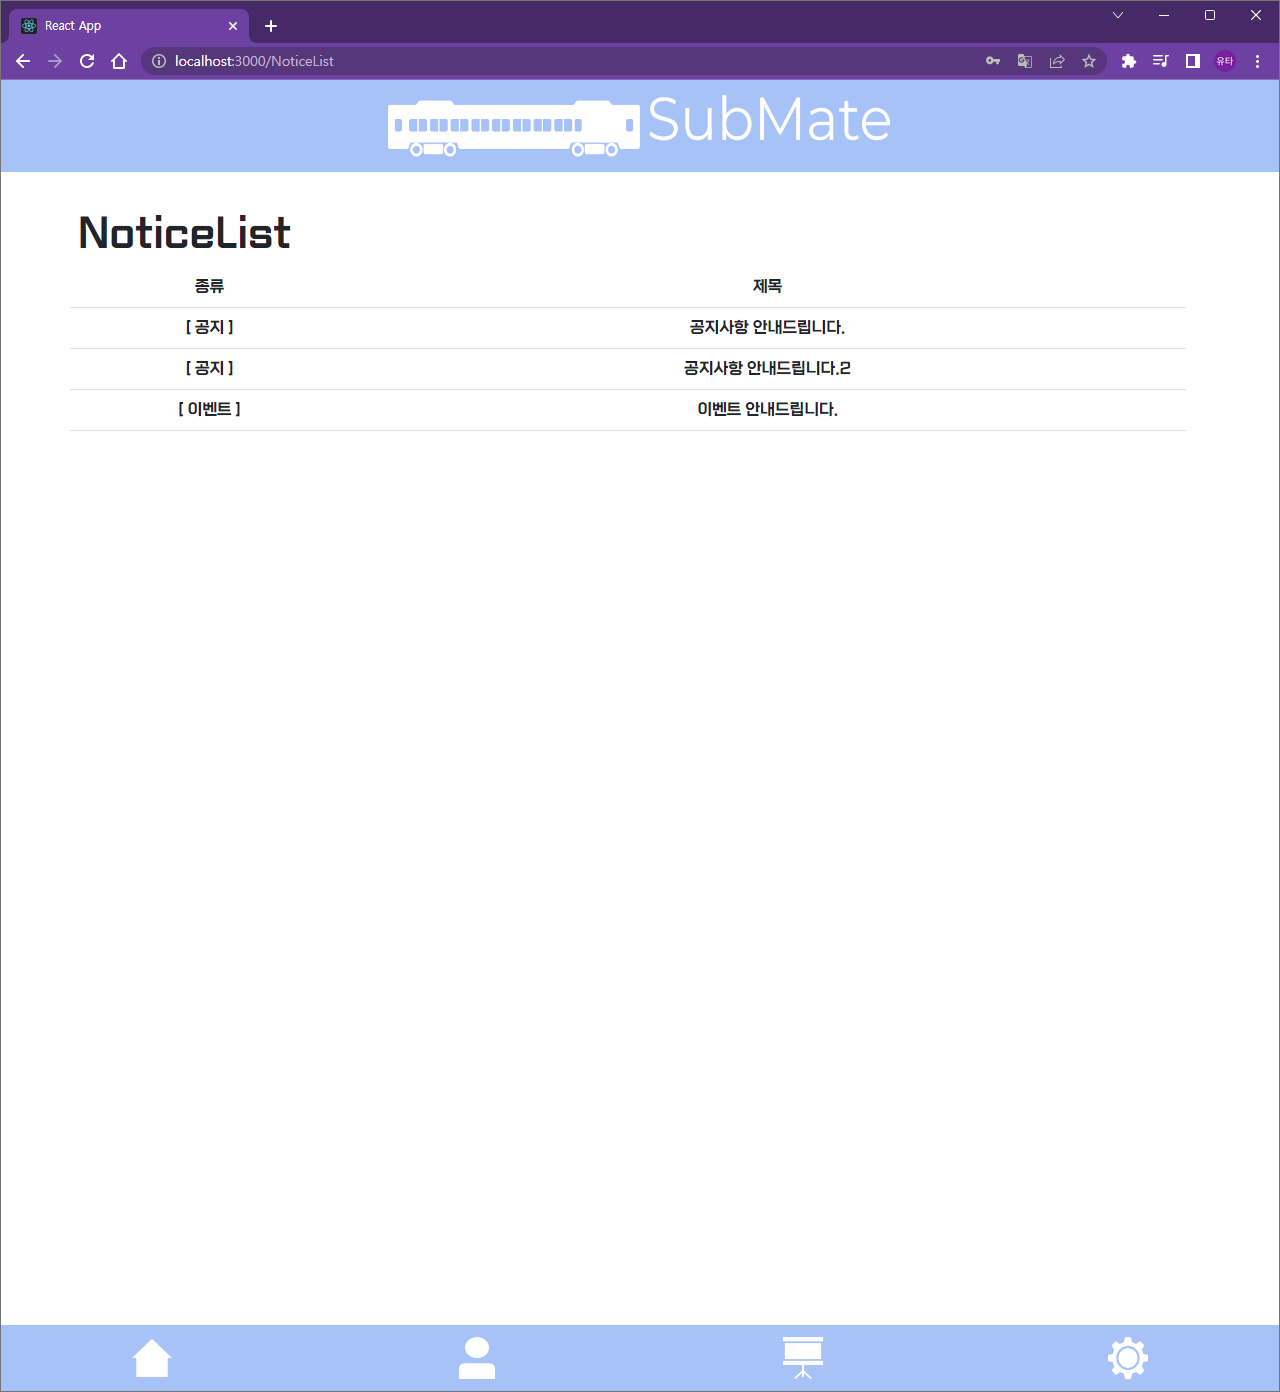 React App
localhost:3000/NoticeList
유타
SubMate
NoticeList
종류 제목
[ 공지 ] 공지사항 안내드립니다.
[ 공지 ] 공지사항 안내드립니다.2
[ 이벤트 ] 이벤트 안내드립니다.